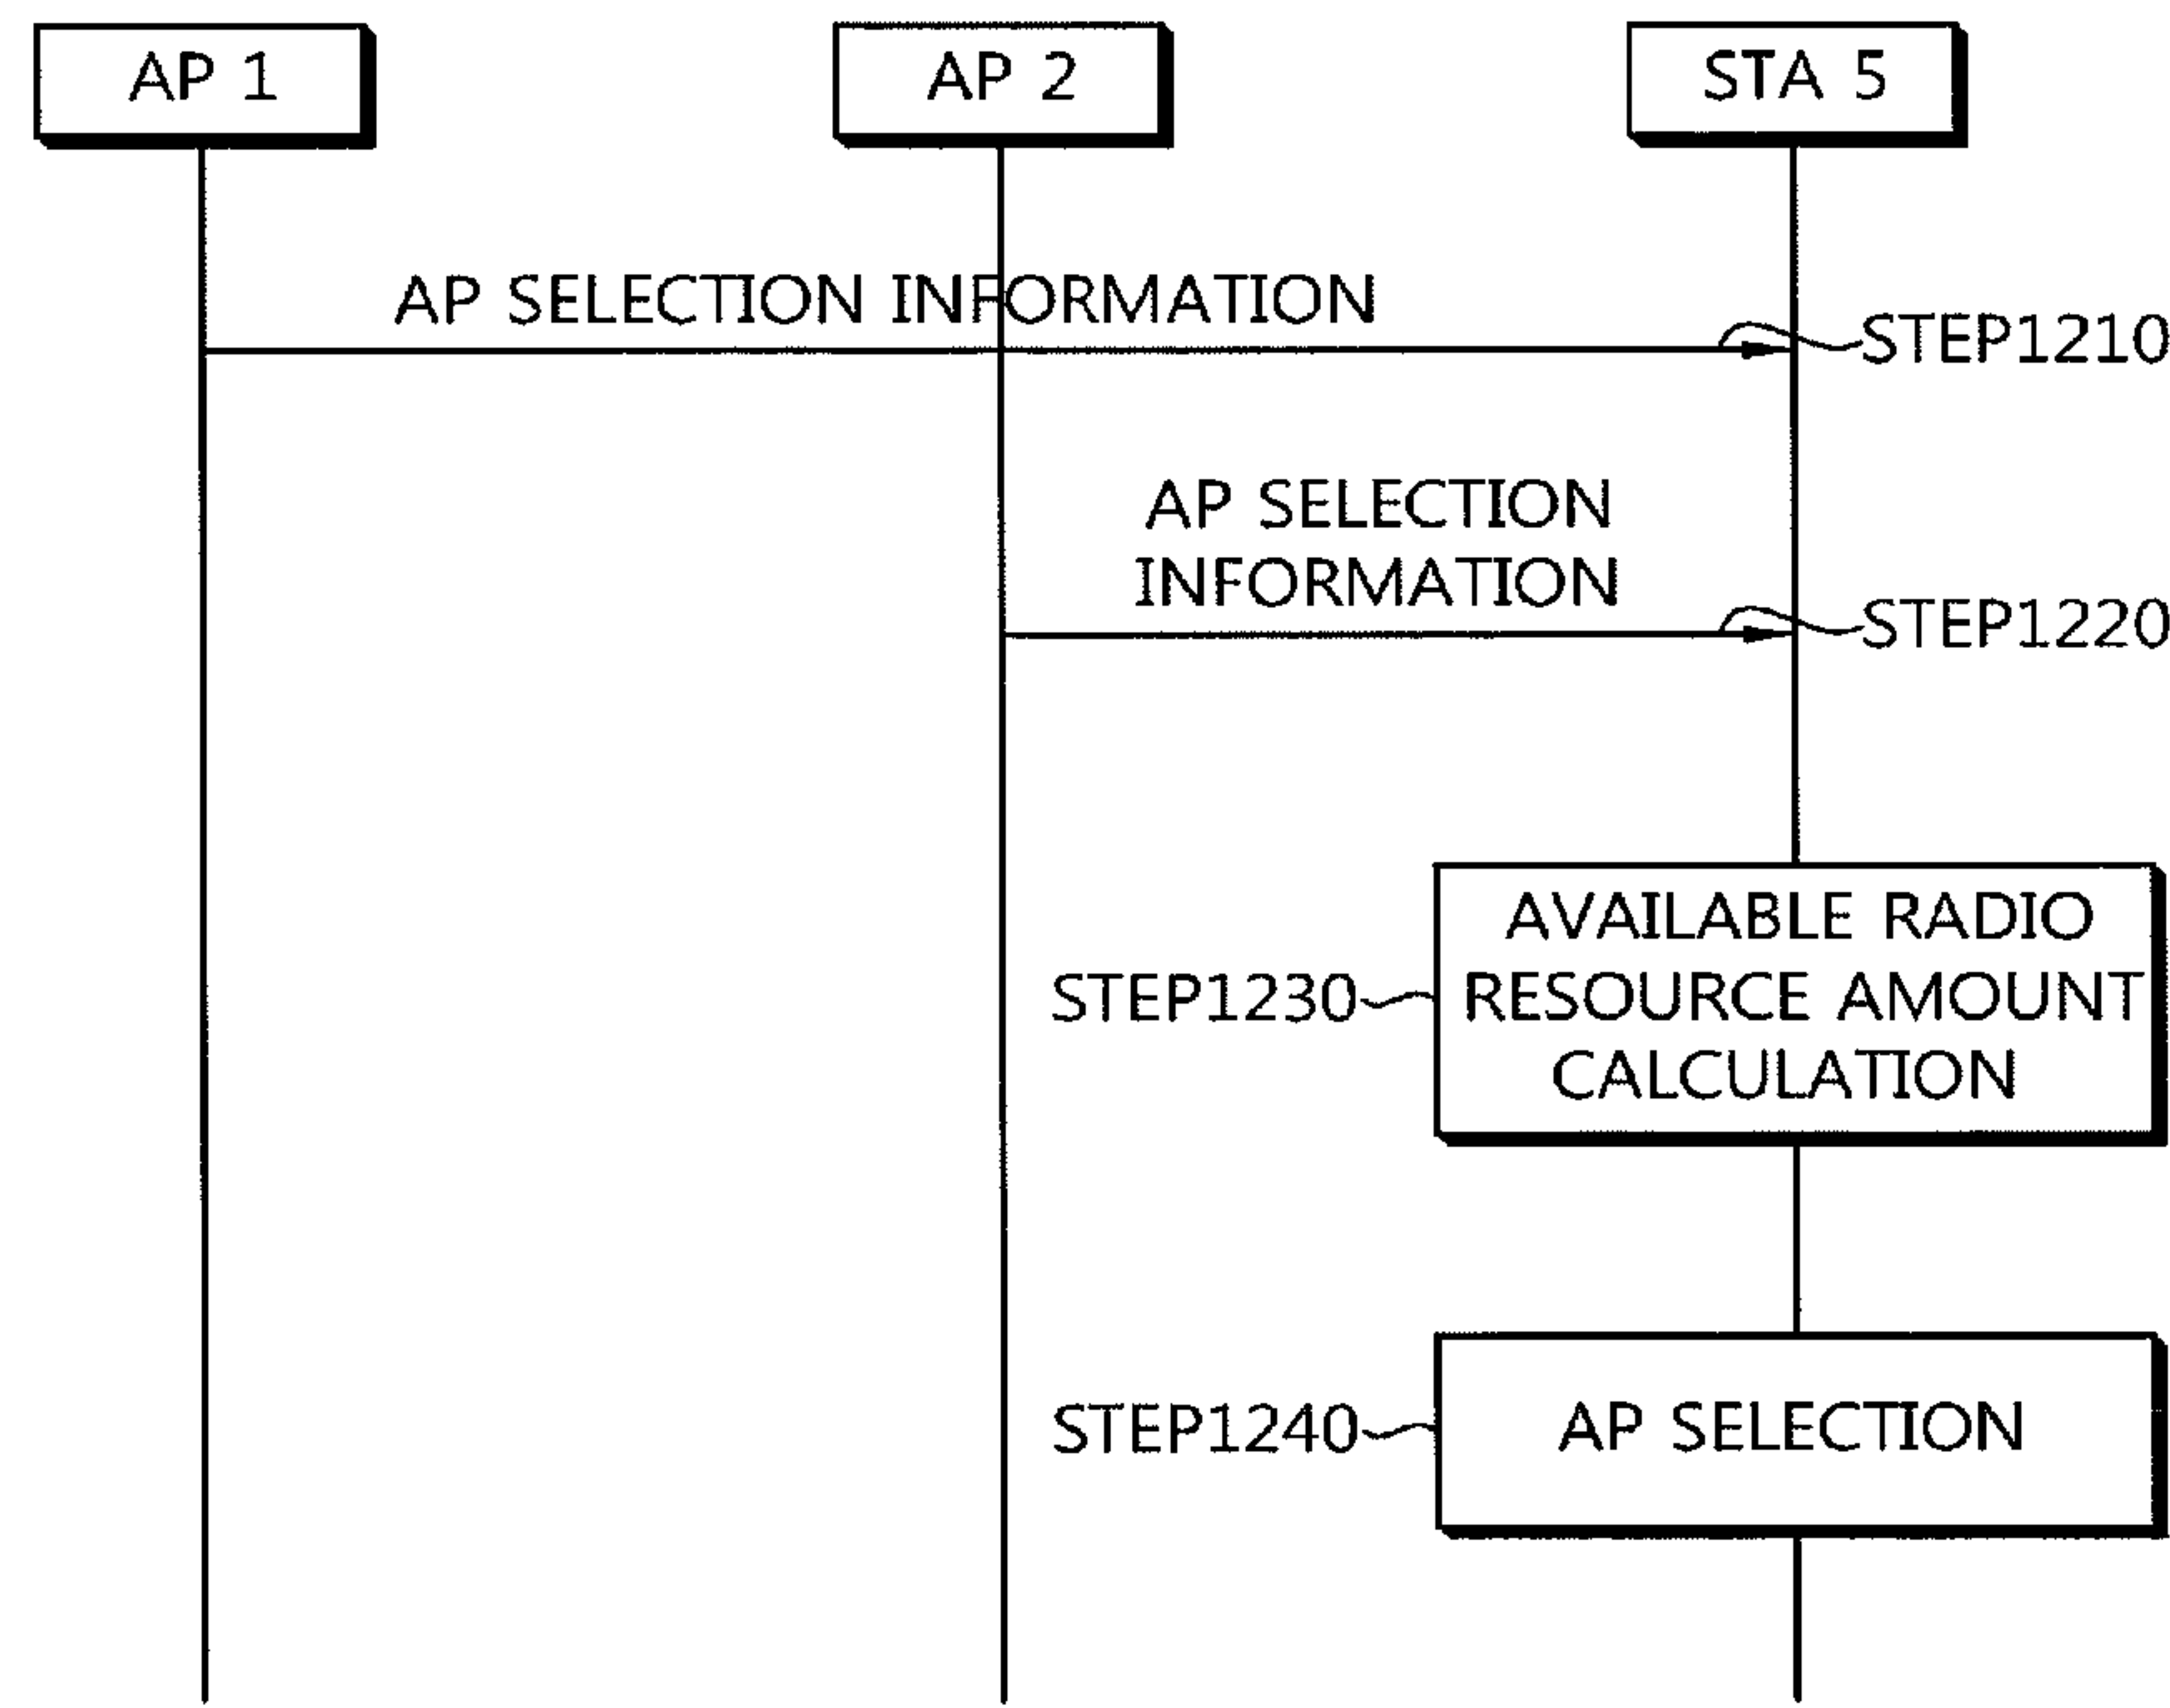 AP 1
AP 2
STA 5
AP SELECTION INFORMATION
STEP1210
AP SELECTION
INFORMATION
STEP1220
AVAILABLE RADIO
RESOURCE AMOUNT
CALCULATION
STEP1230
AP SELECTION
STEP1240